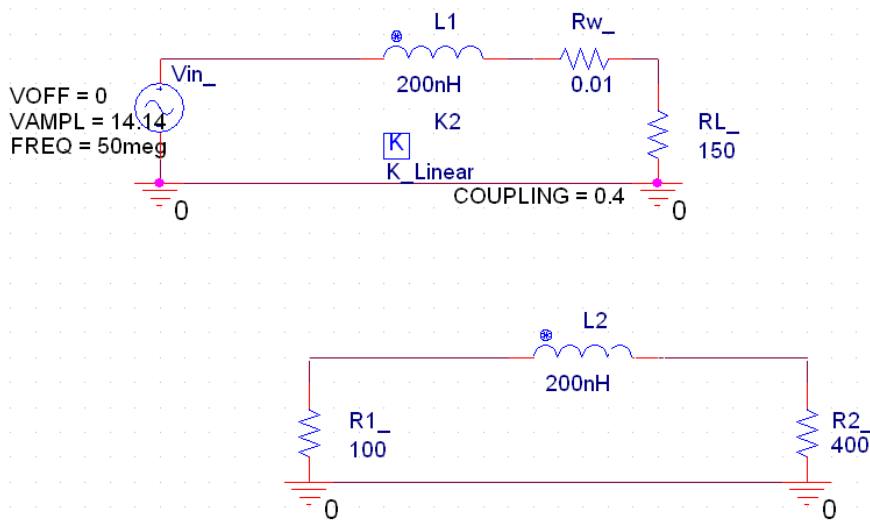 L1
Rw_
Vin_
200nH
0.01
VOFF = 0
VAMPL = 14.14
FREQ = 50meg
K2
RL_
150
K
K_Linear
COUPLING = 0.4
0
0
L2
200nH
R1_
100
R2_
400
0
0